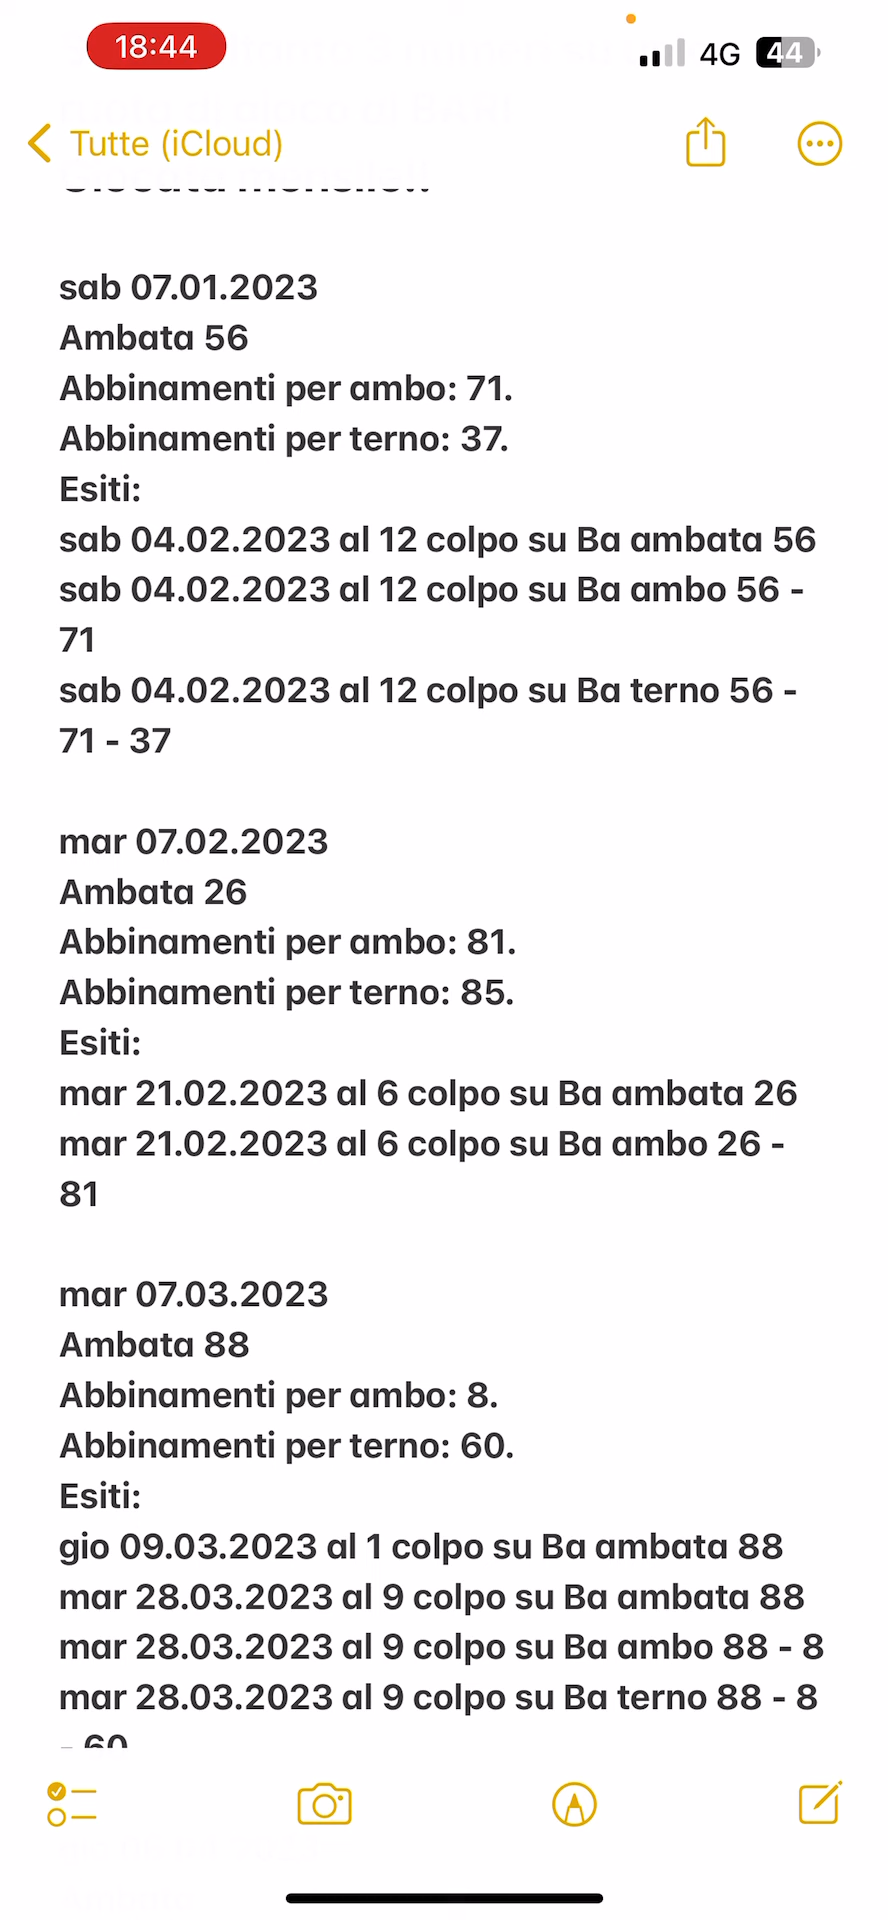 18:44
4G
44
Tutte (iCloud)
sab 07.01.2023
Ambata 56
Abbinamenti per ambo: 71.
Abbinamenti per terno: 37.
Esiti:
sab 04.02.2023 al 12 colpo su Ba ambata 56
sab 04.02.2023 al 12 colpo su Ba ambo 56 -
71
sab 04.02.2023 al 12 colpo su Ba terno 56 -
71 - 37
mar 07.02.2023
Ambata 26
Abbinamenti per ambo: 81.
Abbinamenti per terno: 85.
Esiti:
mar 21.02.2023 al 6 colpo su Ba ambata 26
mar 21.02.2023 al 6 colpo su Ba ambo 26 -
81
mar 07.03.2023
Ambata 88
Abbinamenti per ambo: 8.
Abbinamenti per terno: 60.
Esiti:
gio 09.03.2023 al 1 colpo su Ba ambata 88
mar 28.03.2023 al 9 colpo su Ba ambata 88
mar 28.03.2023 al 9 colpo su Ba ambo 88 - 8
mar 28.03.2023 al 9 colpo su Ba terno 88 - 8
- 60